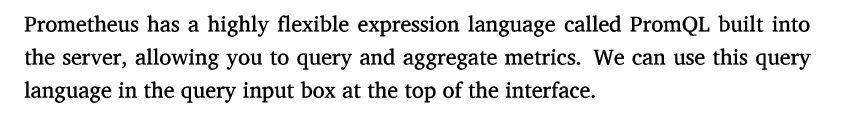 Prometheus has a highly flexible expression language called PromQL built into
the server, allowing you to query and aggregate metrics. We can use this query
language in the query input box at the top of the interface.